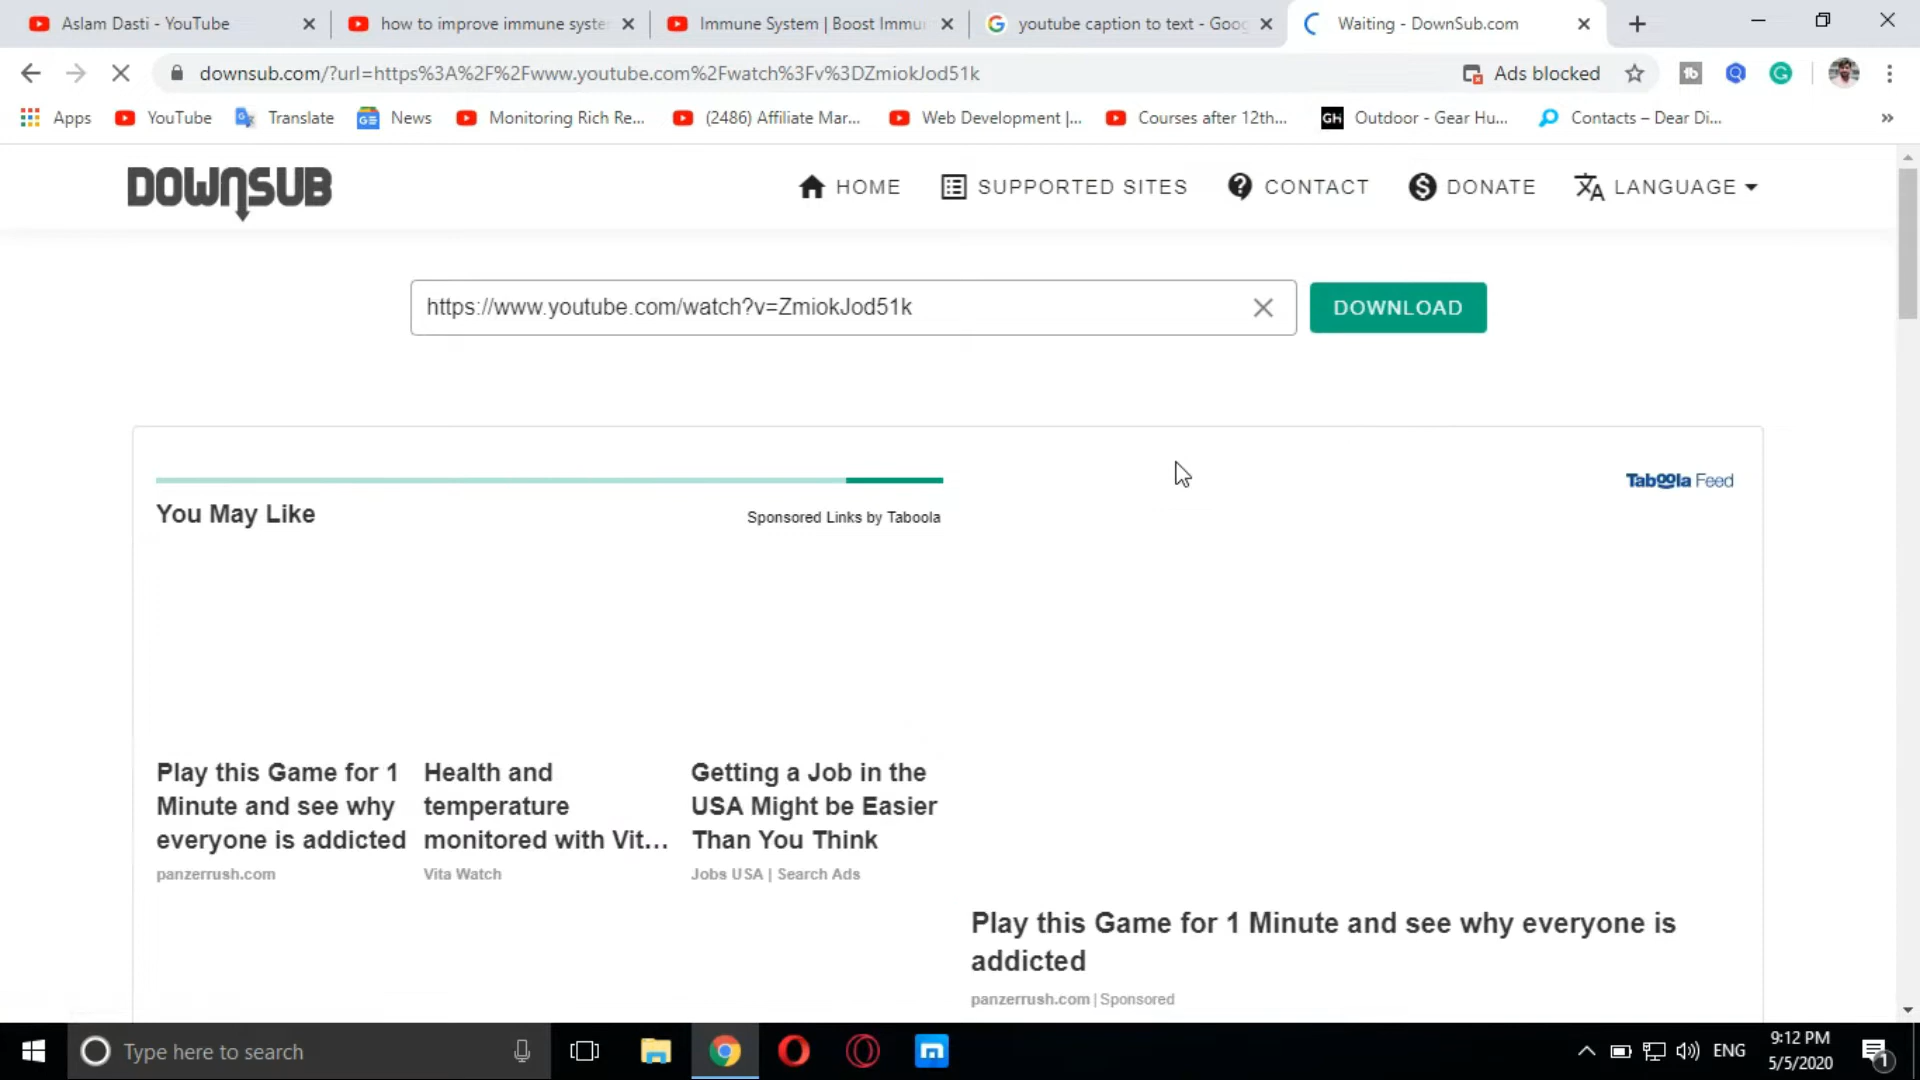 Aslam Dasti - YouTube
how to improve immune syste
Immune System | Boost Immu
youtube caption to text - Goog
Waiting - DownSub.com
downsub.com/?url=https%3A%2F%2Fwww.youtube.com%2Fwatch%3Fv%3DZmiokJod51k
Ads blocked
Apps
YouTube
Translate
News
Monitoring Rich Re...
(2486) Affiliate Mar...
Web Development |...
Courses after 12th...
GH
Outdoor - Gear Hu...
Contacts – Dear Di...
DOWNSUB
HOME
SUPPORTED SITES
CONTACT
DONATE
LANGUAGE
https://www.youtube.com/watch?v=ZmiokJod51k
DOWNLOAD
Taboola Feed
You May Like
Sponsored Links by Taboola
Play this Game for 1
Minute and see why
everyone is addicted
panzerrush.com
Health and
temperature
monitored with Vit...
Vita Watch
Getting a Job in the
USA Might be Easier
Than You Think
Jobs USA | Search Ads
Play this Game for 1 Minute and see why everyone is
addicted
panzerrush.com | Sponsored
Type here to search
ENG
9:12 PM
5/5/2020
1